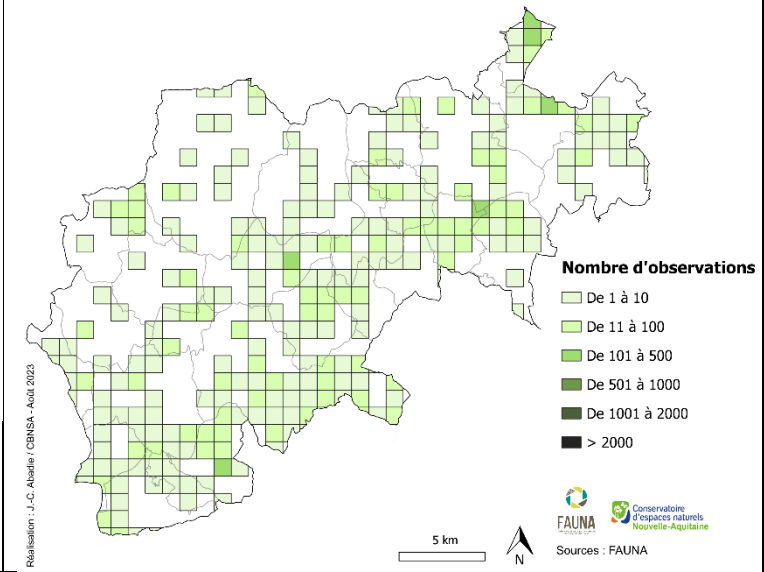 Nombre d'observations
De 1 à 10
De 11 à 100
De 101 à 500
De 501 à 1000
De 1001 à 2000
> 2000
Réalisation : J.-C. Abadie / CBNSA - Août 2023
5 km
N
FAUNA
Conservatoire
d'espaces naturels
Nouvelle-Aquitaine
Sources : FAUNA